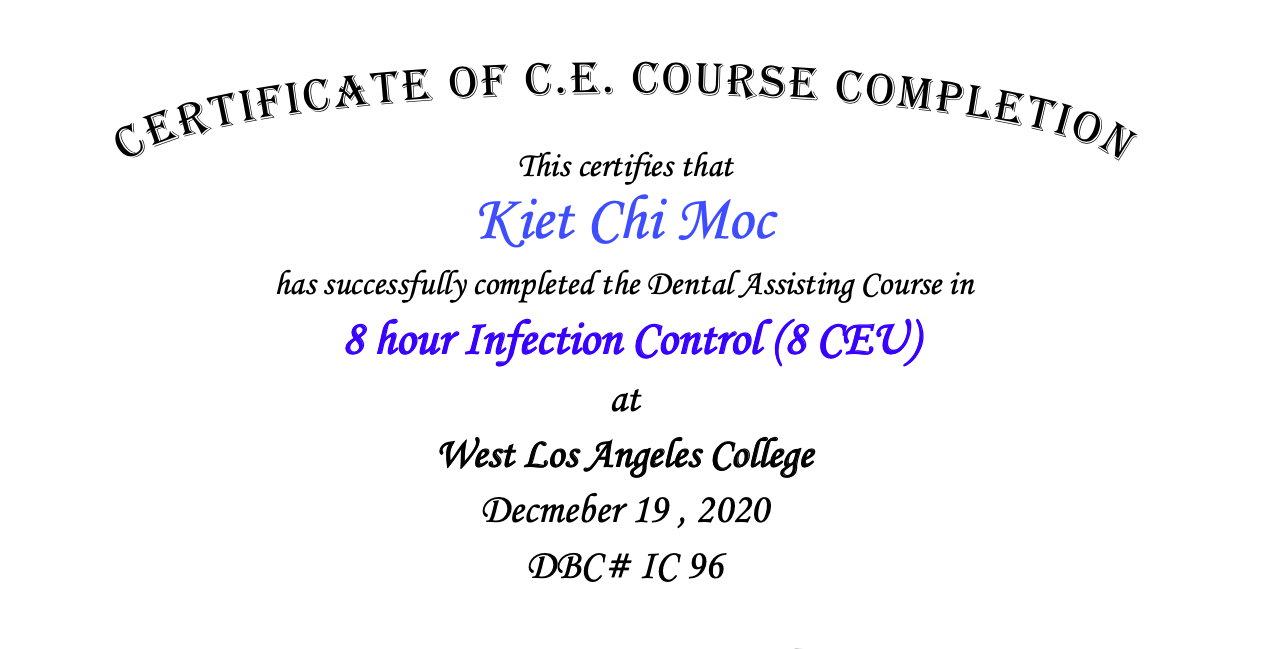 CERTIFICATE OF C.E. COURSE COMPLETION
This certifies that
Kiet Chi Moc
has successfully completed the Dental Assisting Course in
8 hour Infection Control (8 CEU)
at
West Los Angeles College
Decmeber 19 , 2020
DBC# IC 96